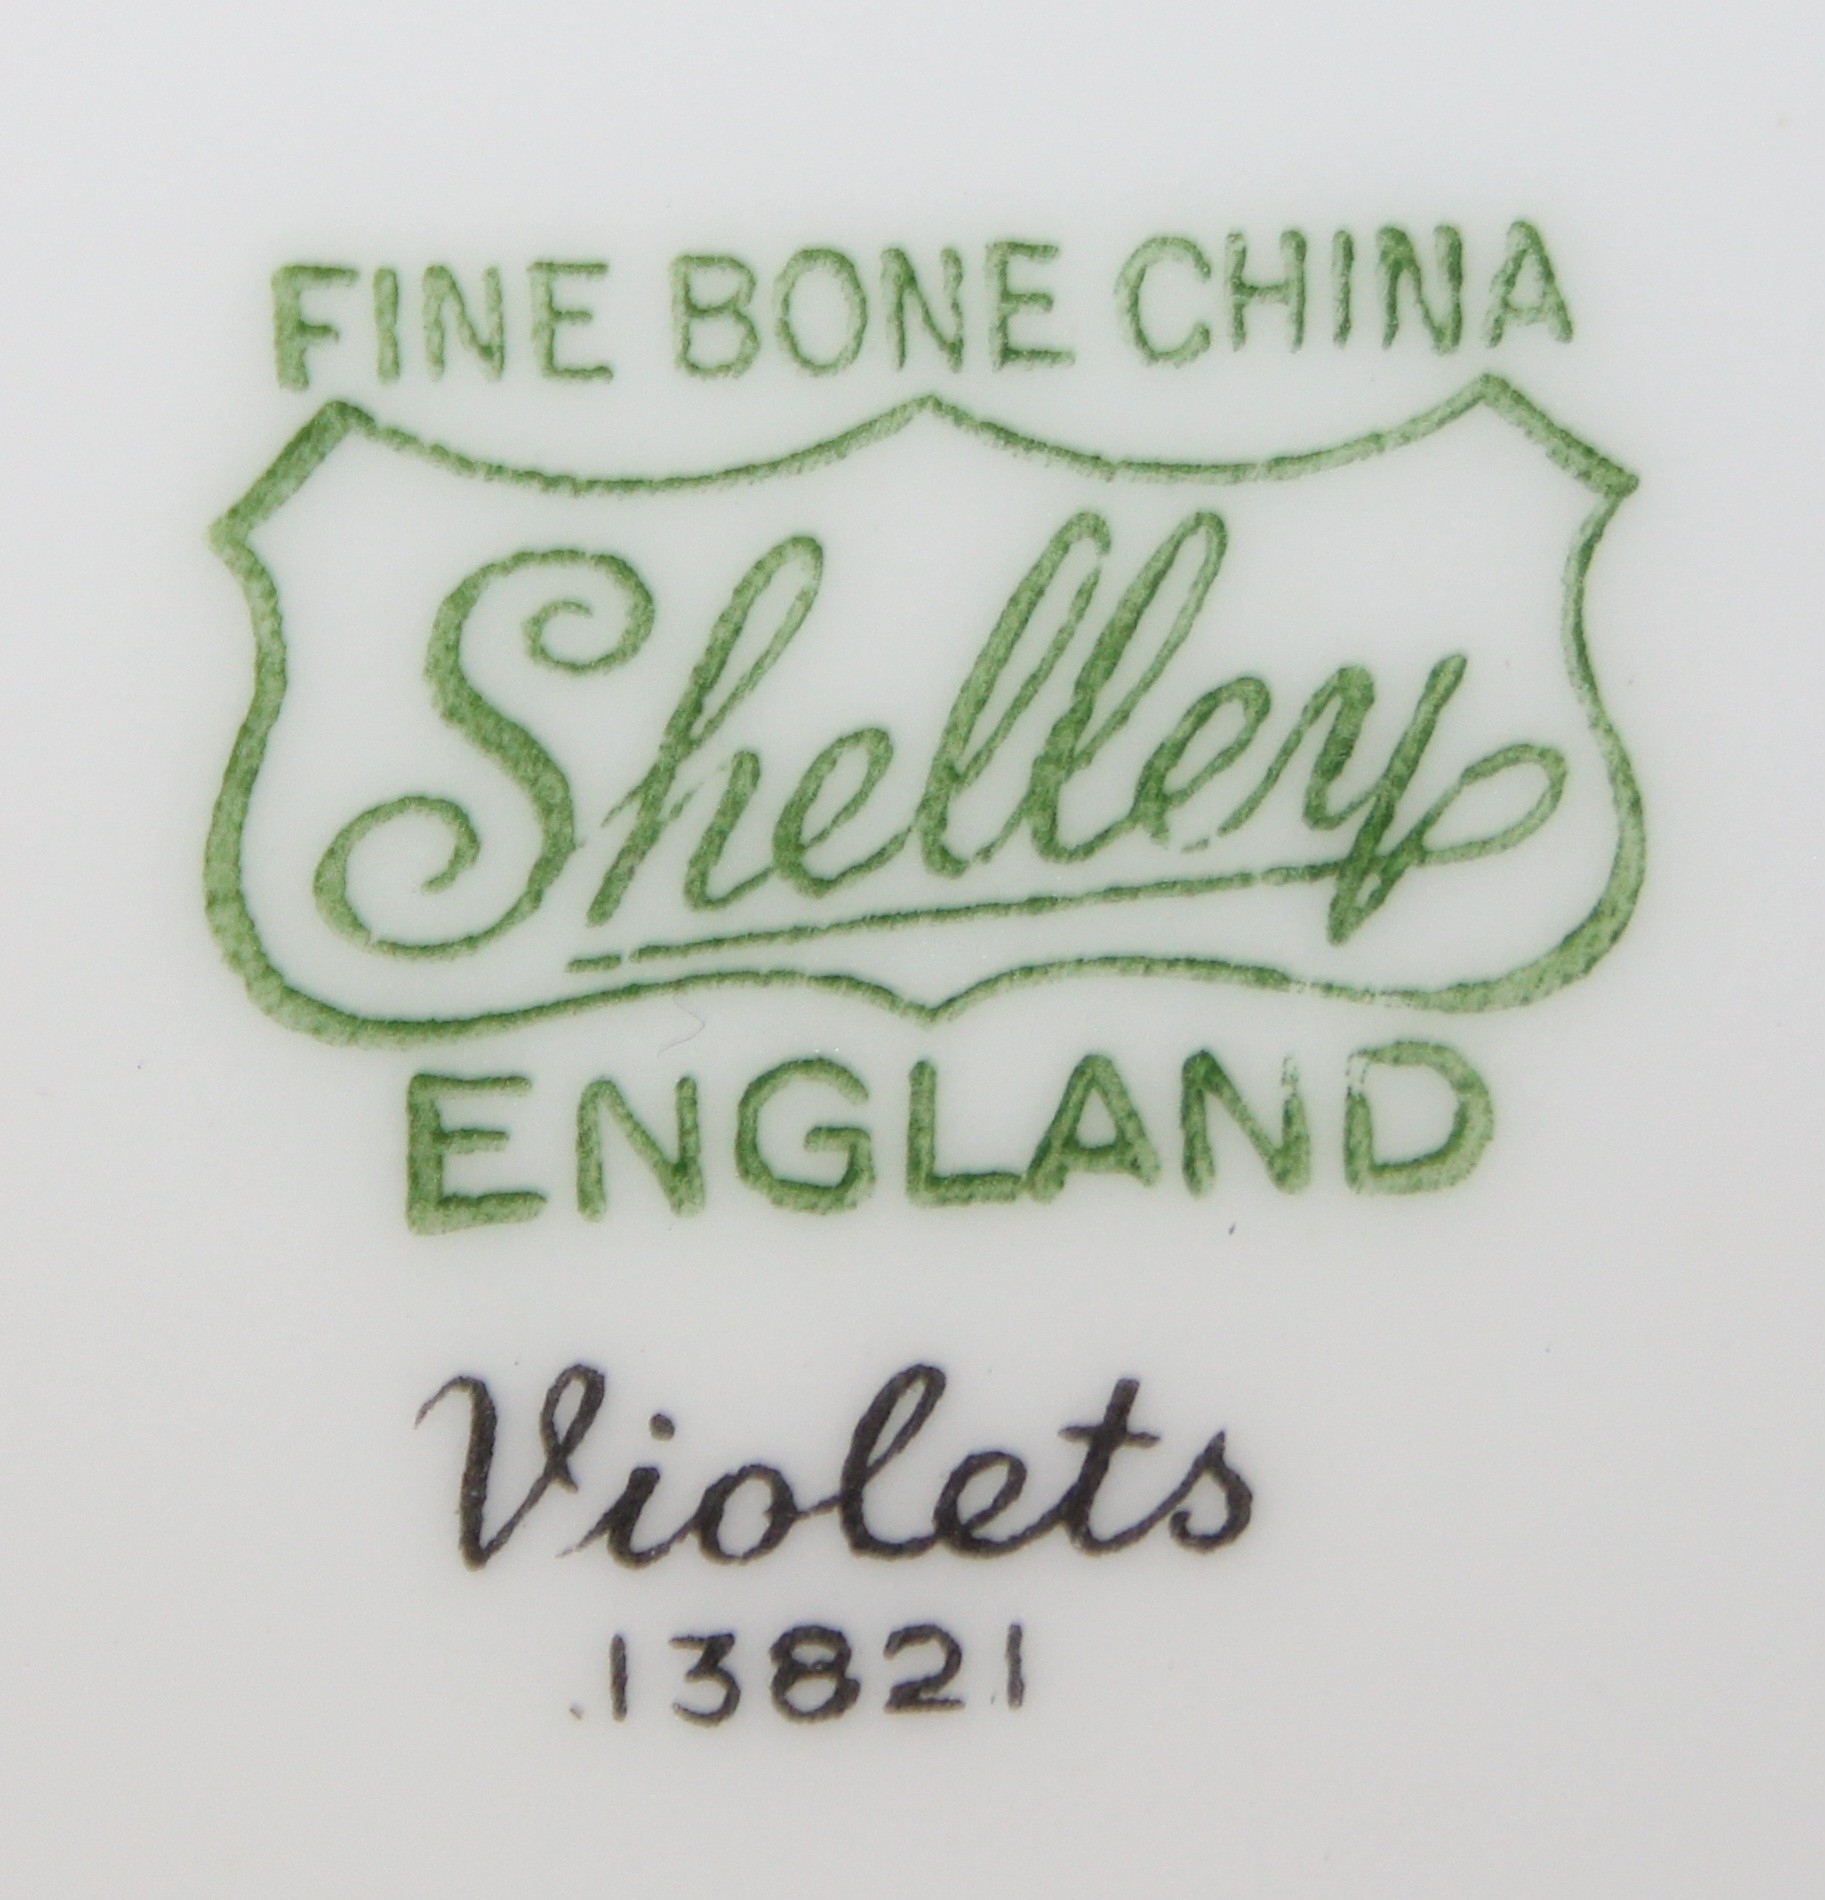 FINE BONE CHINA
Shelley
ENGLAND
Violets
13821